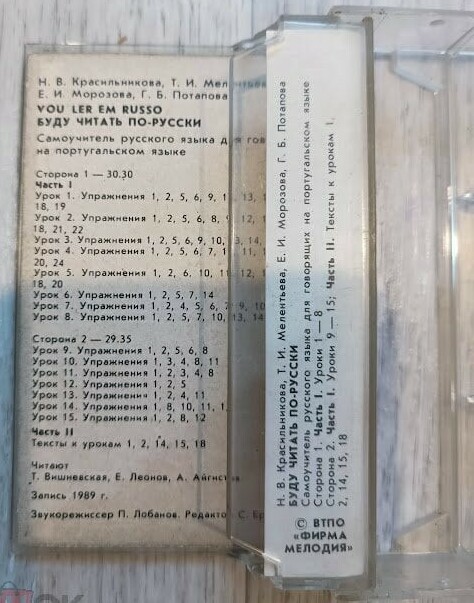 Н. В. Красильникова, Т. И.
Е. И. Морозова, Г. Б. Потапова
VOU LER EM RUSSO
БУДУ ЧИТАТЬ ПО-РУССКИ
Самоучитель русского языка для
на португальском языке
Сторона 1 — 30.30
Часть I
Урок 1. Упражнения 1, 2, 5, 6, 9,
18, 19
Урок 2. Упражнения 1, 2, 5, 6, 8,
18, 21, 22
Урок 3. Упражнения 1, 2, 5, 6, 9, 10,
Урок 4. Упражнения 1, 2, 5, 6, 7,
20, 24
Урок 5. Упражнения 1, 2, 6, 10, 11,
18, 20
Урок 6. Упражнения 1, 2, 5, 7, 14
Урок 7. Упражнения 1, 2, 4, 5, 6,
Урок 8. Упражнения 1, 2, 5, 7, 10, 13, 14
Сторона 2 — 29.35
Урок 9. Упражнения 1, 2, 5, 6, 8
Урок 10. Упражнения 1, 3, 4, 8, 11
Урок 11. Упражнения 1, 2, 3, 4, 8
Урок 12. Упражнения 1, 2, 5
Урок 13. Упражнения 1, 2, 4, 11
Урок 14. Упражнения 1, 8, 10, 11,
Урок 15. Упражнения 1, 2, 8, 12
Часть II
Тексты к урокам 1, 2, 14, 15, 18
Читают
Т. Вишневская, Е. Леонов, А.
Запись 1989 г.
Звукорежиссер П. Лобанов.
Н. В. Красильникова, Т. И. Мелентьева, Е. И. Морозова, Г. Б. Потапова
БУДУ ЧИТАТЬ ПО-РУССКИ
Самоучитель русского языка для говорящих на португальском языке
Сторона 1. Часть I. Уроки 1 — 8
Сторона 2. Часть I. Уроки 9 — 15; Часть II. Тексты к урокам 1,
2, 14, 15, 18
© ВТПО
«ФИРМА
МЕЛОДИЯ»